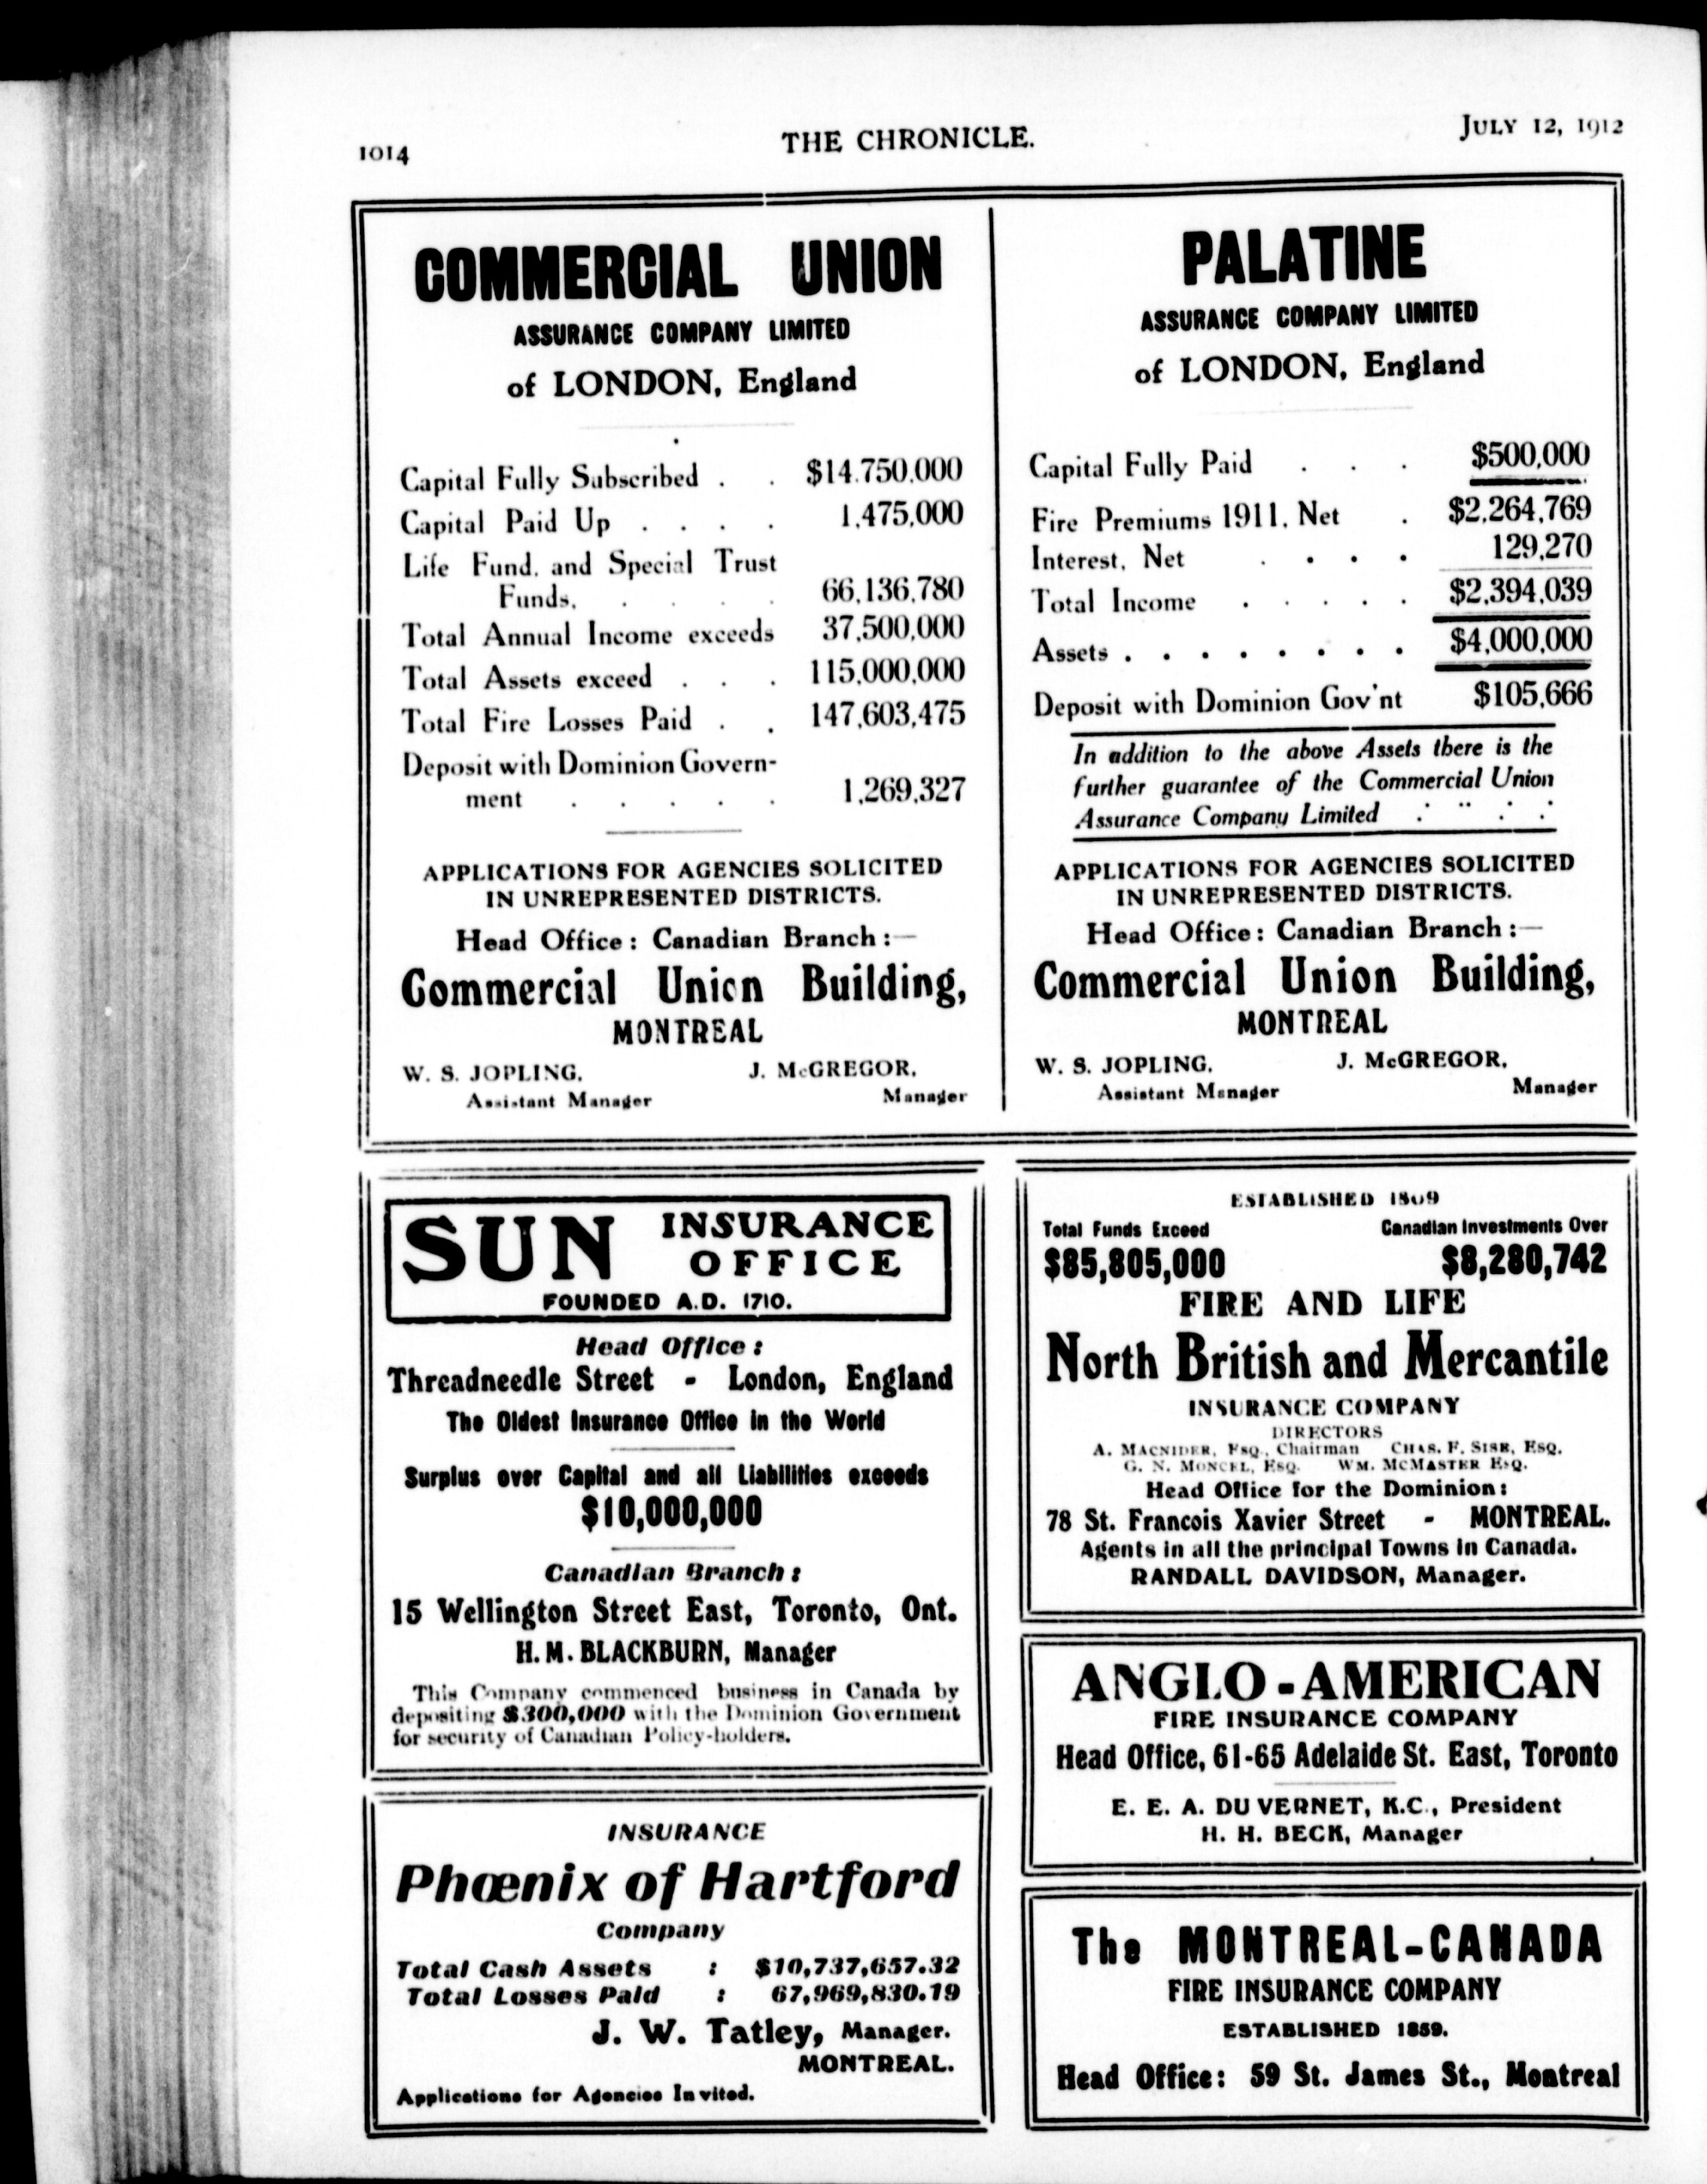 1014
THE CHRONICLE.
JULY 12, 1912
COMMERCIAL UNION
ASSURANCE COMPANY LIMITED
of LONDON, England
Capital Fully Subscribed . . $14,750,000
Capital Paid Up . . . . 1,475,000
Life Fund, and Special Trust
Funds, . . . . 66,136,780
Total Annual Income exceeds 37,500,000
Total Assets exceed . . . 115,000,000
Total Fire Losses Paid . . 147,603,475
Deposit with Dominion Govern-
ment . . . . . 1,269,327
APPLICATIONS FOR AGENCIES SOLICITED
IN UNREPRESENTED DISTRICTS.
Head Office: Canadian Branch:—
Commercial Union Building,
MONTREAL
W. S. JOPLING, J. McGREGOR,
Assistant Manager Manager
PALATINE
ASSURANCE COMPANY LIMITED
of LONDON, England
Capital Fully Paid . . . $500,000
Fire Premiums 1911, Net . $2,264,769
Interest, Net . . . . 129,270
Total Income . . . . . $2,394,039
Assets . . . . . . . . $4,000,000
Deposit with Dominion Gov'nt $105,666
In addition to the above Assets there is the
further guarantee of the Commercial Union
Assurance Company Limited
APPLICATIONS FOR AGENCIES SOLICITED
IN UNREPRESENTED DISTRICTS.
Head Office: Canadian Branch:—
Commercial Union Building,
MONTREAL
W. S. JOPLING, J. McGREGOR,
Assistant Manager Manager
SUN INSURANCE
OFFICE
FOUNDED A.D. 1710.
Head Office:
Threadneedle Street - London, England
The Oldest Insurance Office in the World
Surplus over Capital and all Liabilities exceeds
$10,000,000
Canadian Branch:
15 Wellington Street East, Toronto, Ont.
H. M. BLACKBURN, Manager
This Company commenced business in Canada by
depositing $300,000 with the Dominion Government
for security of Canadian Policy-holders.
INSURANCE
Phœnix of Hartford
Company
Total Cash Assets : $10,737,657.32
Total Losses Paid : 67,969,830.19
J. W. Tatley, Manager.
MONTREAL.
Applications for Agencies Invited.
ESTABLISHED 1809
Total Funds Exceed Canadian Investments Over
$85,805,000 $8,280,742
FIRE AND LIFE
North British and Mercantile
INSURANCE COMPANY
DIRECTORS
A. MACNIDER, ESQ., Chairman CHAS. F. SISE, ESQ.
G. N. MONCEL, ESQ. WM. MCMASTER ESQ.
Head Office for the Dominion:
78 St. Francois Xavier Street - MONTREAL.
Agents in all the principal Towns in Canada.
RANDALL DAVIDSON, Manager.
ANGLO-AMERICAN
FIRE INSURANCE COMPANY
Head Office, 61-65 Adelaide St. East, Toronto
E. E. A. DU VERNET, K.C., President
H. H. BECK, Manager
The MONTREAL-CANADA
FIRE INSURANCE COMPANY
ESTABLISHED 1859.
Head Office: 59 St. James St., Montreal